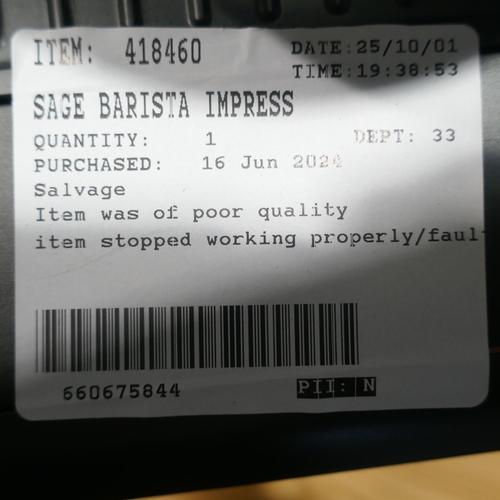 ITEM: 418460 DATE:25/10/01
TIME:19:38:53
SAGE BARISTA IMPRESS
QUANTITY: 1 DEPT: 33
PURCHASED: 16 Jun 2024
Salvage
Item was of poor quality
item stopped working properly/faul
660675844 PII: N